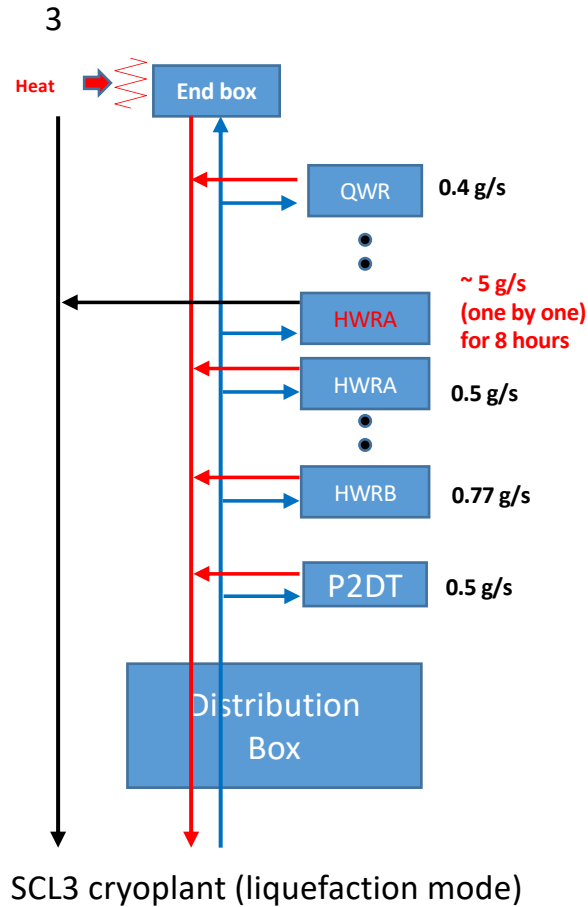 3
Heat
End box
QWR
0.4 g/s
HWRA
~ 5 g/s
(one by one)
for 8 hours
HWRA
0.5 g/s
HWRB
0.77 g/s
P2DT
0.5 g/s
Distribution
Box
SCL3 cryoplant (liquefaction mode)